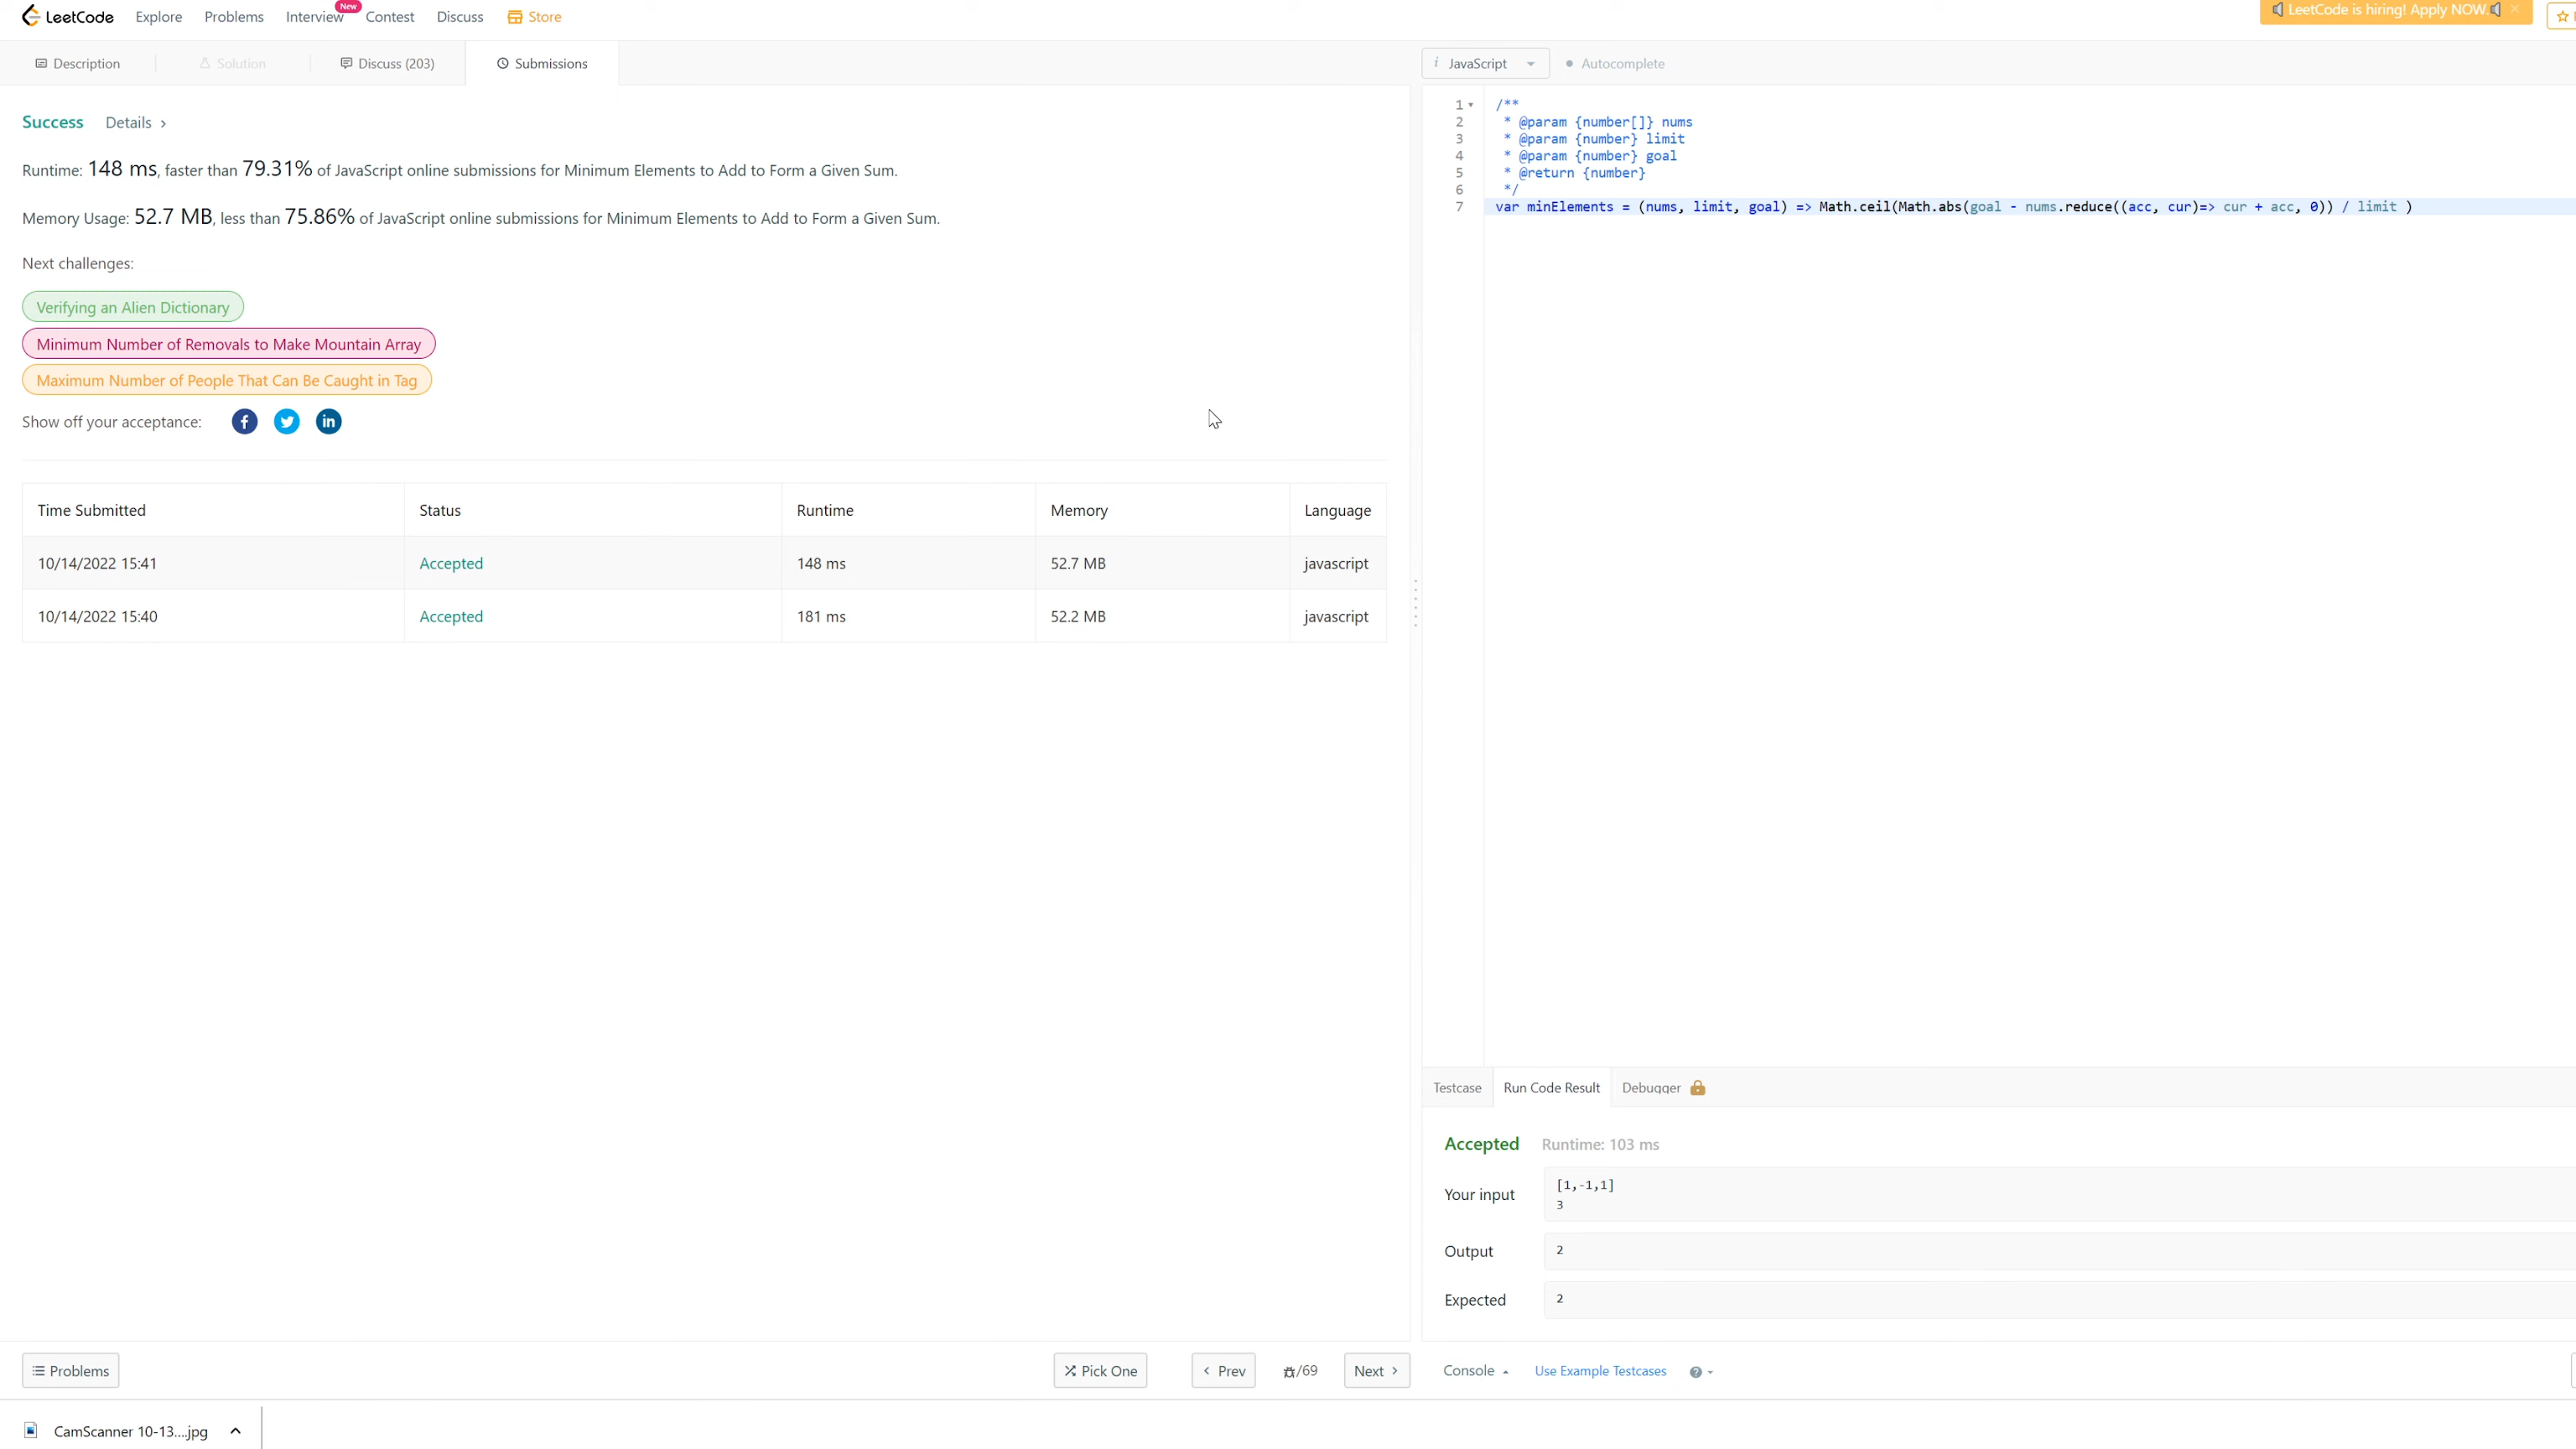 LeetCode Explore Problems Interview New Contest Discuss Store
LeetCode is hiring! Apply NOW.
Description Solution Discuss (203) Submissions
i JavaScript Autocomplete
Success Details >
Runtime: 148 ms, faster than 79.31% of JavaScript online submissions for Minimum Elements to Add to Form a Given Sum.
Memory Usage: 52.7 MB, less than 75.86% of JavaScript online submissions for Minimum Elements to Add to Form a Given Sum.
Next challenges:
Verifying an Alien Dictionary
Minimum Number of Removals to Make Mountain Array
Maximum Number of People That Can Be Caught in Tag
Show off your acceptance: f in
Time Submitted Status Runtime Memory Language
10/14/2022 15:41 Accepted 148 ms 52.7 MB javascript
10/14/2022 15:40 Accepted 181 ms 52.2 MB javascript
1 /**
2 * @param {number[]} nums
3 * @param {number} limit
4 * @param {number} goal
5 * @return {number}
6 */
7 var minElements = (nums, limit, goal) => Math.ceil(Math.abs(goal - nums.reduce((acc, cur)=> cur + acc, 0)) / limit )
Testcase Run Code Result Debugger
Accepted Runtime: 103 ms
Your input
[1,-1,1]
3
Output 2
Expected 2
Problems Pick One < Prev /69 Next > Console Use Example Testcases ?
CamScanner 10-13....jpg